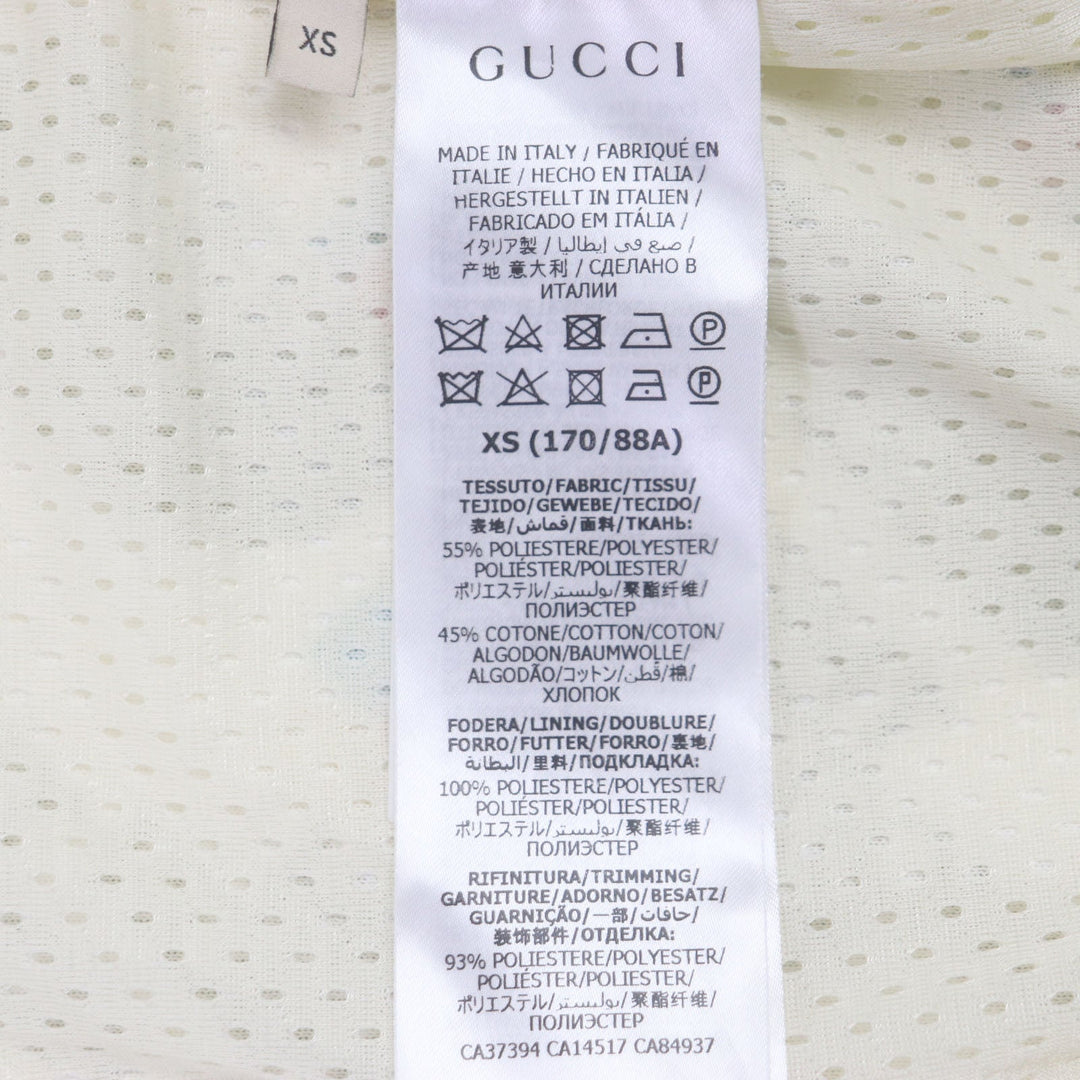 XS
GUCCI
MADE IN ITALY / FABRIQUÉ EN
ITALIE / HECHO EN ITALIA /
HERGESTELLT IN ITALIEN /
FABRICADO EM ITÁLIA /
イタリア製 / صنع في إيطاليا /
产地 意大利 / СДЕЛАНО В
ИТАЛИИ
P
P
XS (170/88A)
TESSUTO/FABRIC/TISSU/
TEJIDO/GEWEBE/TECIDO/
表地/قماش/面料/ТКАНЬ:
55% POLIESTERE/POLYESTER/
POLIÉSTER/POLIESTER/
ポリエステル/بوليستر/聚酯纤维/
ПОЛИЭСТЕР
45% COTONE/COTTON/COTON/
ALGODON/BAUMWOLLE/
ALGODÃO/コットン/قطن/棉/
ХЛОПОК
FODERA/LINING/DOUBLURE/
FORRO/FUTTER/FORRO/裏地/
البطانة/里料/ПОДКЛАДКА:
100% POLIESTERE/POLYESTER/
POLIÉSTER/POLIESTER/
ポリエステル/بوليستر/聚酯纤维/
ПОЛИЭСТЕР
RIFINITURA/TRIMMING/
GARNITURE/ADORNO/BESATZ/
GUARNIÇÃO/一部/حافات/
装饰部件/ОТДЕЛКА:
93% POLIESTERE/POLYESTER/
POLIÉSTER/POLIESTER/
ポリエステル/بوليستر/聚酯纤维/
ПОЛИЭСТЕР
CA37394 CA14517 CA84937